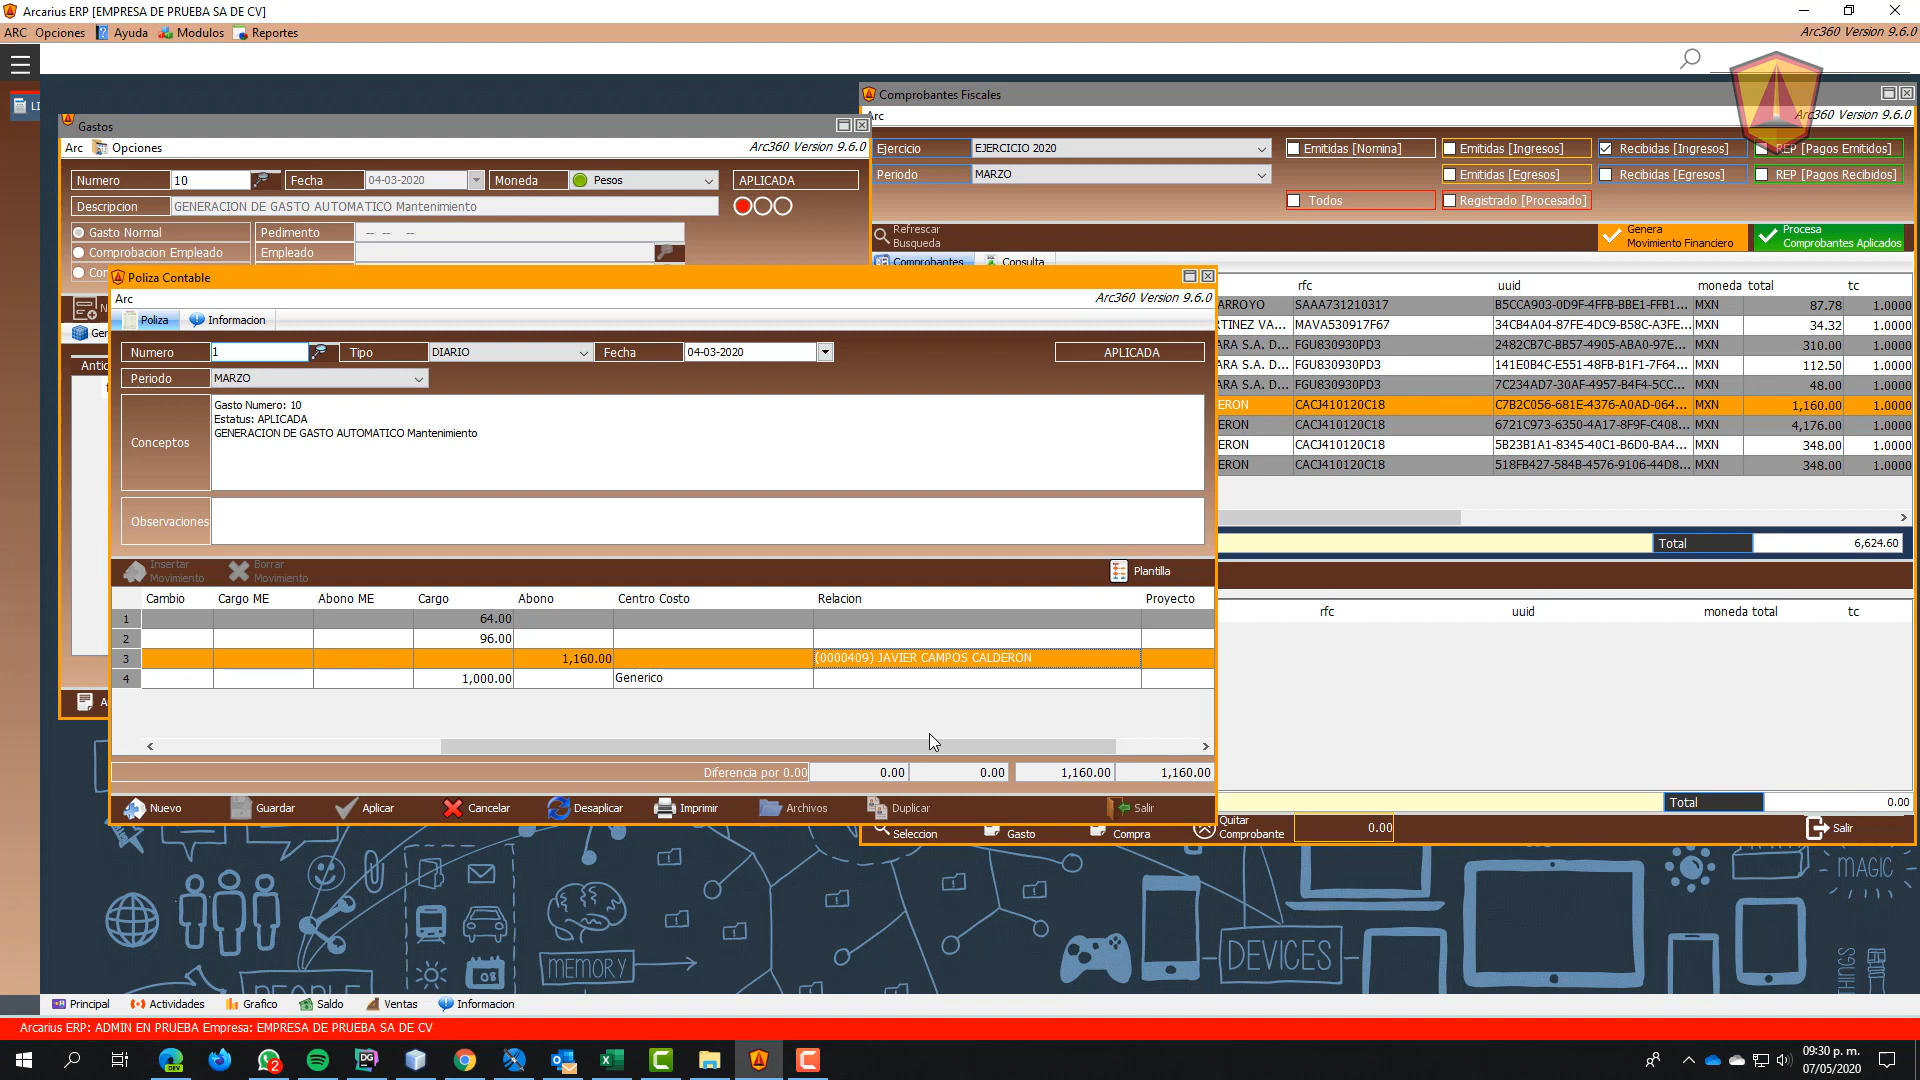 Arcarius ERP [EMPRESA DE PRUEBA SA DE CV]
ARC Opciones Ayuda Modulos Reportes
Arc360 Version 9.6.0
LI
Gastos
Arc Opciones
Arc360 Version 9.6.0
Numero 10 Fecha 04-03-2020 Moneda Pesos APLICADA
Descripcion GENERACION DE GASTO AUTOMATICO Mantenimiento
Gasto Normal Pedimento -- -- --
Comprobacion Empleado Empleado
Co
N
Ger
Antic
A
Comprobantes Fiscales
Arc
Arc360 Version 9.6.0
Ejercicio EJERCICIO 2020
Periodo MARZO
Emitidas [Nomina] Emitidas [Ingresos] Recibidas [Ingresos] REP [Pagos Emitidos]
Emitidas [Egresos] Recibidas [Egresos] REP [Pagos Recibidos]
Todos Registrado [Procesado]
Refrescar
Busqueda
Genera
Movimiento Financiero
Procesa
Comprobantes Aplicados
Comprobantes Consulta
rfc uuid moneda total tc
ARROYO SAAA731210317 B5CCA903-0D9F-4FFB-BBE1-FFB1... MXN 87.78 1.0000
RTINEZ VA... MAVA530917F67 34CB4A04-87FE-4DC9-B58C-A3FE... MXN 34.32 1.0000
ARA S.A. D... FGU830930PD3 2482CB7C-BB57-4905-ABA0-97E... MXN 310.00 1.0000
ARA S.A. D... FGU830930PD3 141E0B4C-E551-48FB-B1F1-7F64... MXN 112.50 1.0000
ARA S.A. D... FGU830930PD3 7C234AD7-30AF-4957-B4F4-5CC... MXN 48.00 1.0000
ERON CACJ410120C18 C7B2C056-681E-4376-A0AD-064... MXN 1,160.00 1.0000
ERON CACJ410120C18 6721C973-6350-4A17-8F9F-C408... MXN 4,176.00 1.0000
ERON CACJ410120C18 5B23B1A1-8345-40C1-B6D0-BA4... MXN 348.00 1.0000
ERON CACJ410120C18 518FB427-584B-4576-9106-44D8... MXN 348.00 1.0000
Total 6,624.60
rfc uuid moneda total tc
Total 0.00
Seleccion Gasto Compra
Quitar
Comprobante
0.00
Salir
Poliza Contable
Arc
Arc360 Version 9.6.0
Poliza Informacion
Numero 1 Tipo DIARIO Fecha 04-03-2020 APLICADA
Periodo MARZO
Conceptos
Gasto Numero: 10
Estatus: APLICADA
GENERACION DE GASTO AUTOMATICO Mantenimiento
Observaciones
Insertar
Movimiento
Borrar
Movimiento
Plantilla
Cambio Cargo ME Abono ME Cargo Abono Centro Costo Relacion Proyecto
1 64.00
2 96.00
3 1,160.00 (0000409) JAVIER CAMPOS CALDERON
4 1,000.00 Generico
Diferencia por 0.00 0.00 0.00 1,160.00 1,160.00
Nuevo Guardar Aplicar Cancelar Desaplicar Imprimir Archivos Duplicar Salir
MEMORY
PEOPLE
DEVICES
MAGIC
THINGS
08
Principal Actividades Grafico Saldo Ventas Informacion
Arcarius ERP: ADMIN EN PRUEBA Empresa: EMPRESA DE PRUEBA SA DE CV
DEV
2
DG
09:30 p. m.
07/05/2020